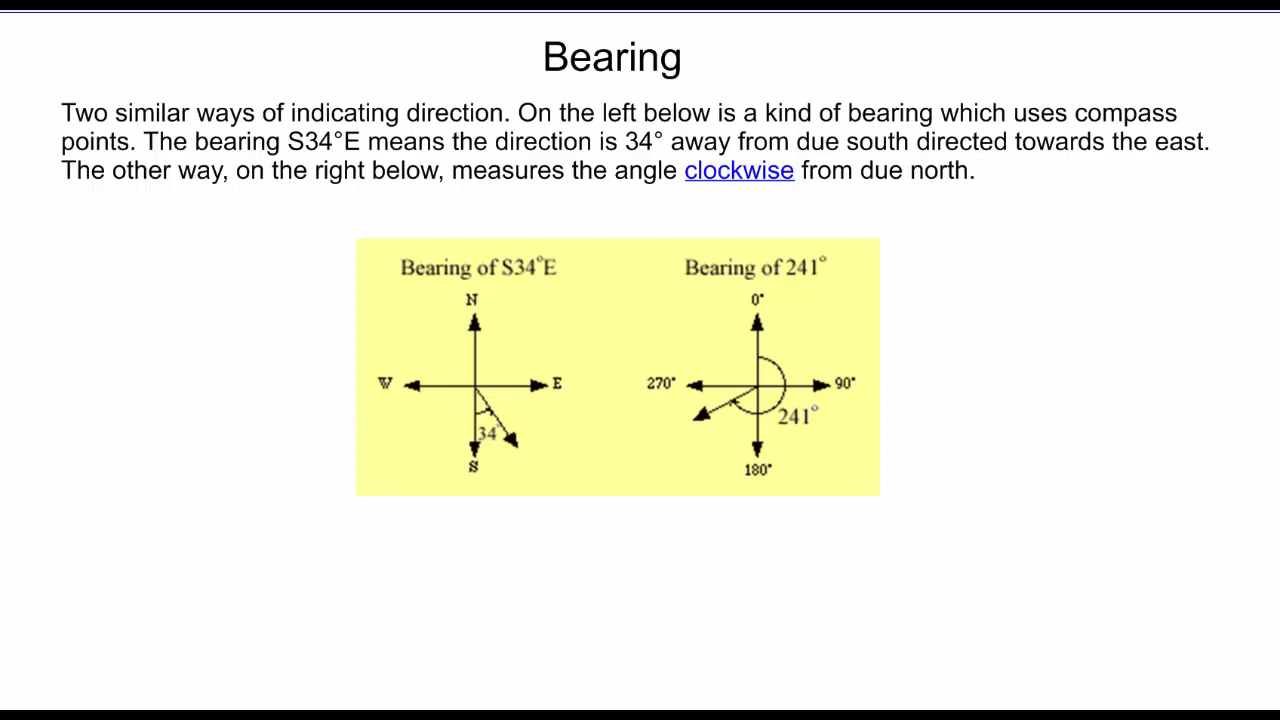 Bearing
Two similar ways of indicating direction. On the left below is a kind of bearing which uses compass
points. The bearing S34°E means the direction is 34° away from due south directed towards the east.
The other way, on the right below, measures the angle clockwise from due north.
Bearing of S34°E
N
W
E
34°
S
Bearing of 241°
0°
270°
90°
241°
180°